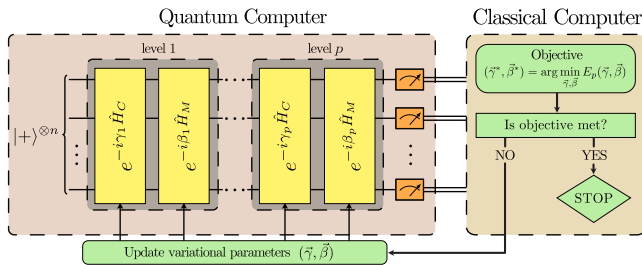 Quantum Computer
Classical Computer
level 1
level p
|+⟩^{⊗n}
e^{-iγ_1 Ĥ_C}
e^{-iβ_1 Ĥ_M}
e^{-iγ_p Ĥ_C}
e^{-iβ_p Ĥ_M}
Objective
(γ⃗*, β⃗*) = arg min_{γ⃗,β⃗} E_p(γ⃗, β⃗)
Is objective met?
NO
YES
STOP
Update variational parameters (γ⃗, β⃗)